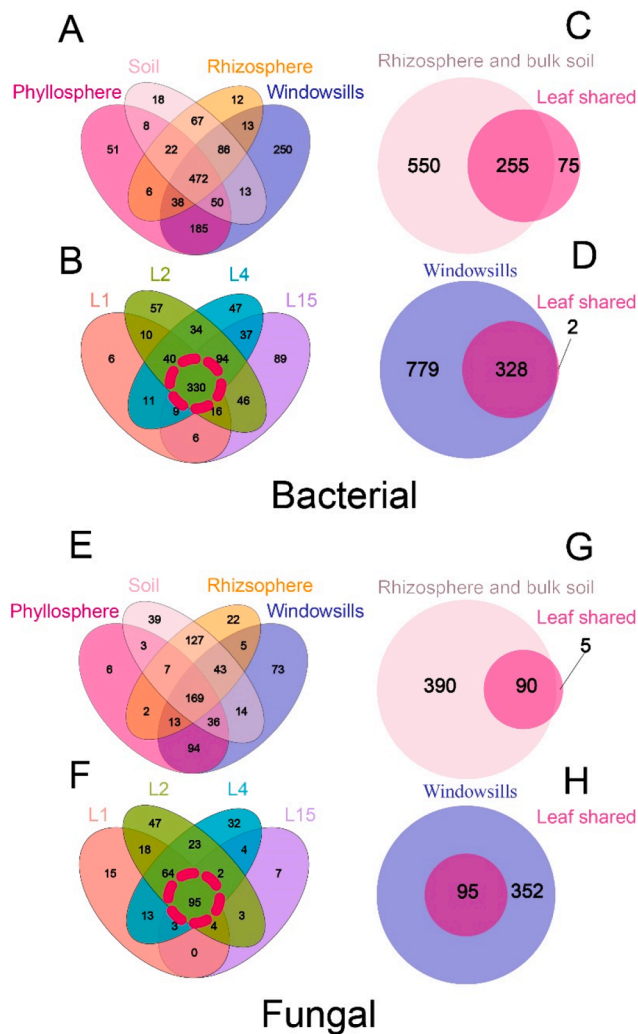 A
C
Soil
Rhizosphere
Rhizosphere and bulk soil
Phyllosphere
Windowsills
Leaf shared
18
12
8
67
13
51
22
86
250
550
255
75
472
6
38
50
13
185
B
D
L2
L4
Windowsills
L1
L15
Leaf shared
57
47
2
10
34
37
6
40
94
89
779
328
330
11
9
16
46
6
Bacterial
E
G
Soil
Rhizsophere
Rhizosphere and bulk soil
Phyllosphere
Windowsills
Leaf shared
39
22
5
3
127
5
6
7
43
73
390
90
169
2
13
36
14
94
F
H
L2
L4
Windowsills
L1
L15
Leaf shared
47
32
18
23
4
15
64
2
7
95
352
95
13
3
4
3
0
Fungal